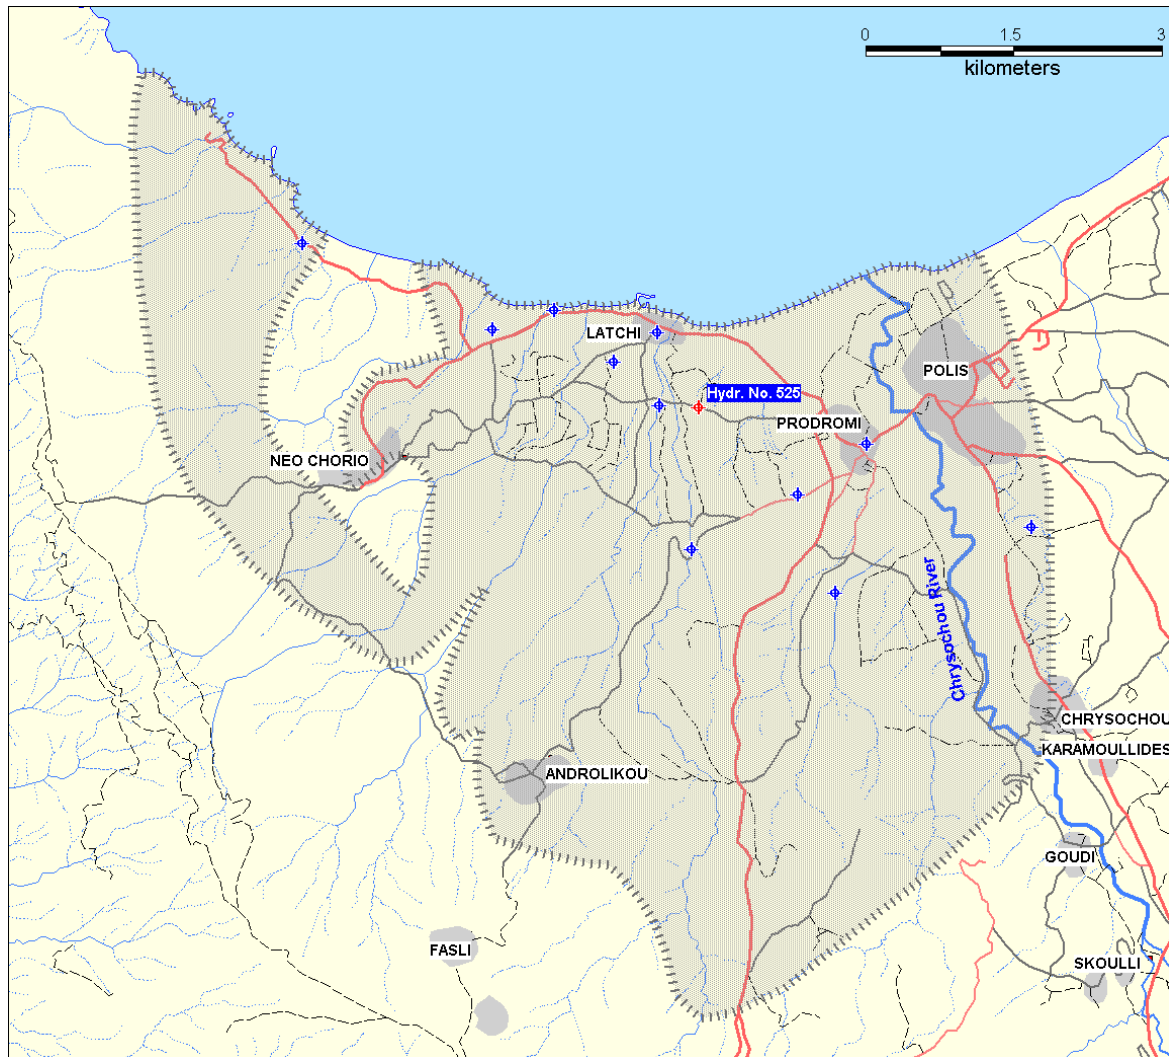 0 1.5 3
kilometers
LATCHI
POLIS
Hydr. No. 525
PRODROMI
NEO CHORIO
Chrysochou River
CHRYSOCHOU
KARAMOULLIDES
ANDROLIKOU
GOUDI
FASLI
SKOULLI